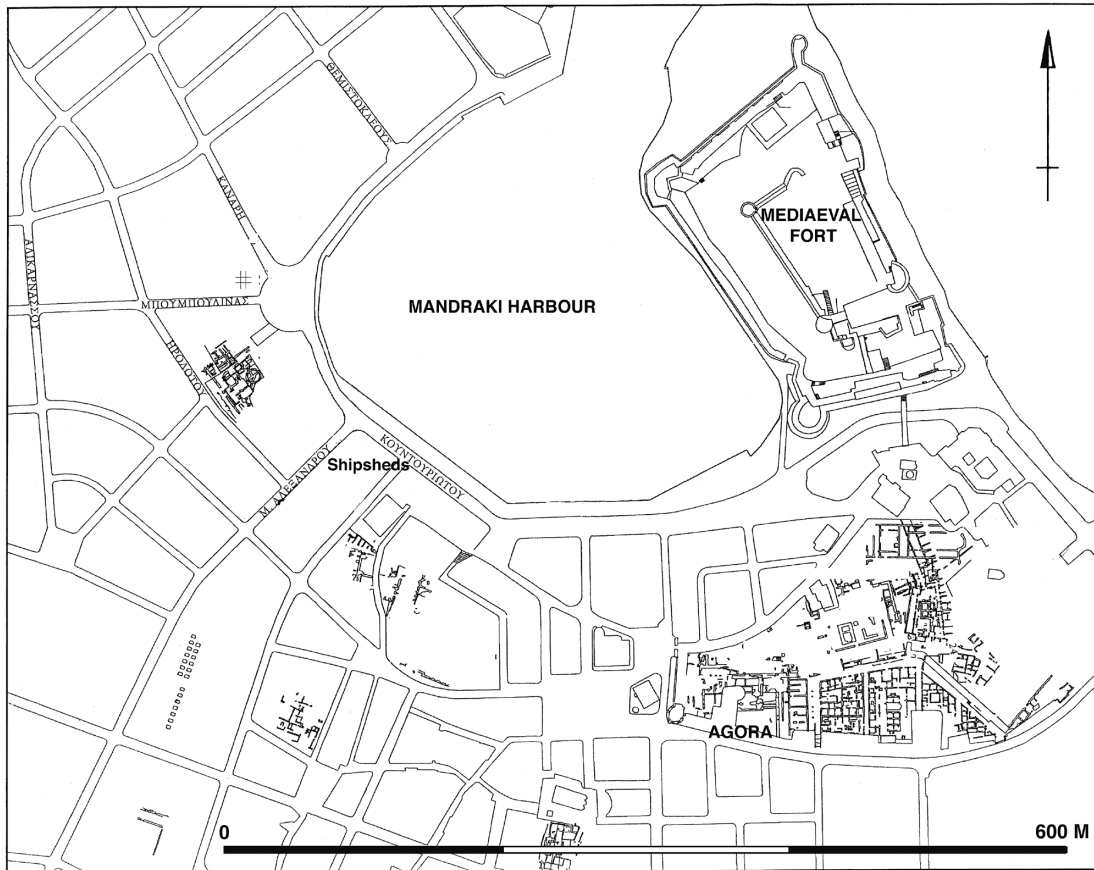 ΘΕΜΙΣΤΟΚΛΕΟΥΣ
ΚΑΝΑΡΗ
MEDIAEVAL
FORT
ΑΛΙΚΑΡΝΑΣΣΟΥ
ΜΠΟΥΜΠΟΥΛΙΝΑΣ
MANDRAKI HARBOUR
ΗΡΟΔΟΤΟΥ
Μ. ΑΛΕΞΑΝΔΡΟΥ
Shipsheds
ΚΟΥΝΤΟΥΡΙΩΤΟΥ
AGORA
0
600 M